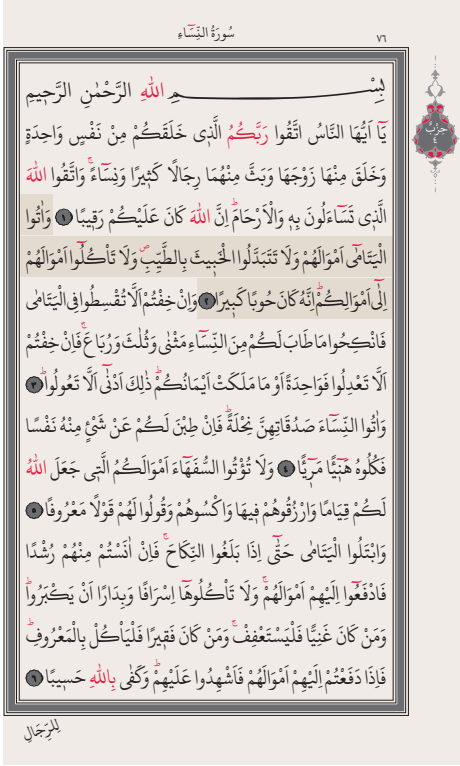 سُورَةُ النِّسَٓاءِ
٧٦
بِسْمِ اللّٰهِ الرَّحْمٰنِ الرَّح۪يمِ
يَٓا اَيُّهَا النَّاسُ اتَّقُوا رَبَّكُمُ الَّذ۪ي خَلَقَكُمْ مِنْ نَفْسٍ وَاحِدَةٍ
حِزْب
٤
وَخَلَقَ مِنْهَا زَوْجَهَا وَبَثَّ مِنْهُمَا رِجَالًا كَث۪يرًا وَنِسَٓاءًۚ وَاتَّقُوا اللّٰهَ
الَّذ۪ي تَسَٓاءَلُونَ بِه۪ وَالْاَرْحَامَۜ اِنَّ اللّٰهَ كَانَ عَلَيْكُمْ رَق۪يبًا ﴿١﴾ وَاٰتُوا
الْيَتَامٰٓى اَمْوَالَهُمْ وَلَا تَتَبَدَّلُوا الْخَب۪يثَ بِالطَّيِّبِۖ وَلَا تَأْكُلُٓوا اَمْوَالَهُمْ
اِلٰٓى اَمْوَالِكُمْۜ اِنَّهُ كَانَ حُوبًا كَب۪يرًا ﴿٢﴾ وَاِنْ خِفْتُمْ اَلَّا تُقْسِطُوا فِي الْيَتَامٰى
فَانْكِحُوا مَا طَابَ لَكُمْ مِنَ النِّسَٓاءِ مَثْنٰى وَثُلٰثَ وَرُبَاعَۚ فَاِنْ خِفْتُمْ
اَلَّا تَعْدِلُوا فَوَاحِدَةً اَوْ مَا مَلَكَتْ اَيْمَانُكُمْۜ ذٰلِكَ اَدْنٰٓى اَلَّا تَعُولُواۜ ﴿٣﴾
وَاٰتُوا النِّسَٓاءَ صَدُقَاتِهِنَّ نِحْلَةًۜ فَاِنْ طِبْنَ لَكُمْ عَنْ شَيْءٍ مِنْهُ نَفْسًا
فَكُلُوهُ هَن۪ٓيـًٔا مَر۪ٓيـًٔا ﴿٤﴾ وَلَا تُؤْتُوا السُّفَهَٓاءَ اَمْوَالَكُمُ الَّت۪ي جَعَلَ اللّٰهُ
لَكُمْ قِيَامًا وَارْزُقُوهُمْ ف۪يهَا وَاكْسُوهُمْ وَقُولُوا لَهُمْ قَوْلًا مَعْرُوفًا ﴿٥﴾
وَابْتَلُوا الْيَتَامٰى حَتّٰٓى اِذَا بَلَغُوا النِّكَاحَۚ فَاِنْ اٰنَسْتُمْ مِنْهُمْ رُشْدًا
فَادْفَعُٓوا اِلَيْهِمْ اَمْوَالَهُمْۚ وَلَا تَأْكُلُوهَٓا اِسْرَافًا وَبِدَارًا اَنْ يَكْبَرُواۜ
وَمَنْ كَانَ غَنِيًّا فَلْيَسْتَعْفِفْۚ وَمَنْ كَانَ فَق۪يرًا فَلْيَأْكُلْ بِالْمَعْرُوفِۜ
فَاِذَا دَفَعْتُمْ اِلَيْهِمْ اَمْوَالَهُمْ فَاَشْهِدُوا عَلَيْهِمْۜ وَكَفٰى بِاللّٰهِ حَس۪يبًا ﴿٦﴾
لِلرِّجَالِ